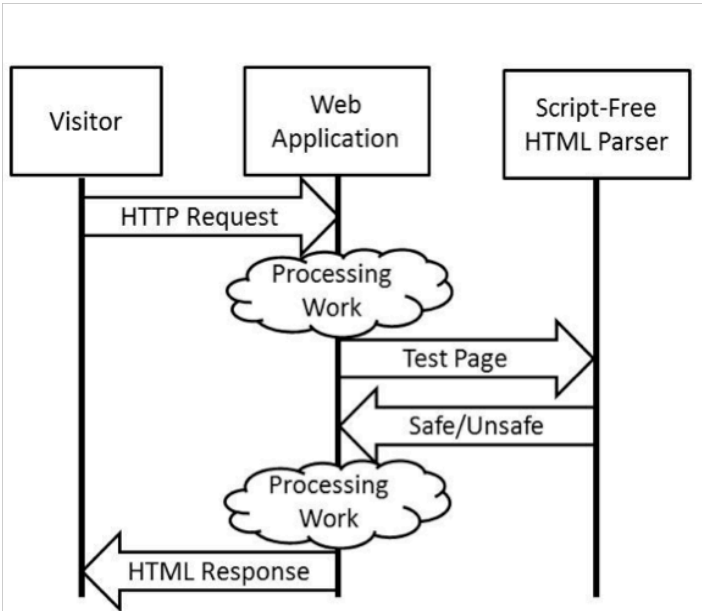 Visitor
Web
Application
Script-Free
HTML Parser
HTTP Request
Processing
Work
Test Page
Safe/Unsafe
Processing
Work
HTML Response